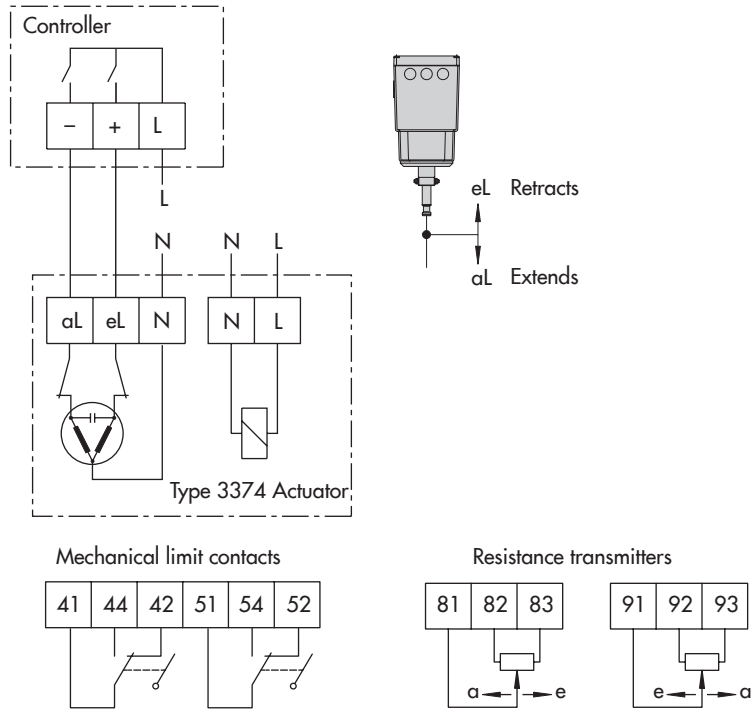 Controller
– + L
L
N N L
aL eL N N L
Type 3374 Actuator
eL Retracts
aL Extends
Mechanical limit contacts
41 44 42 51 54 52
Resistance transmitters
81 82 83 91 92 93
a e e a